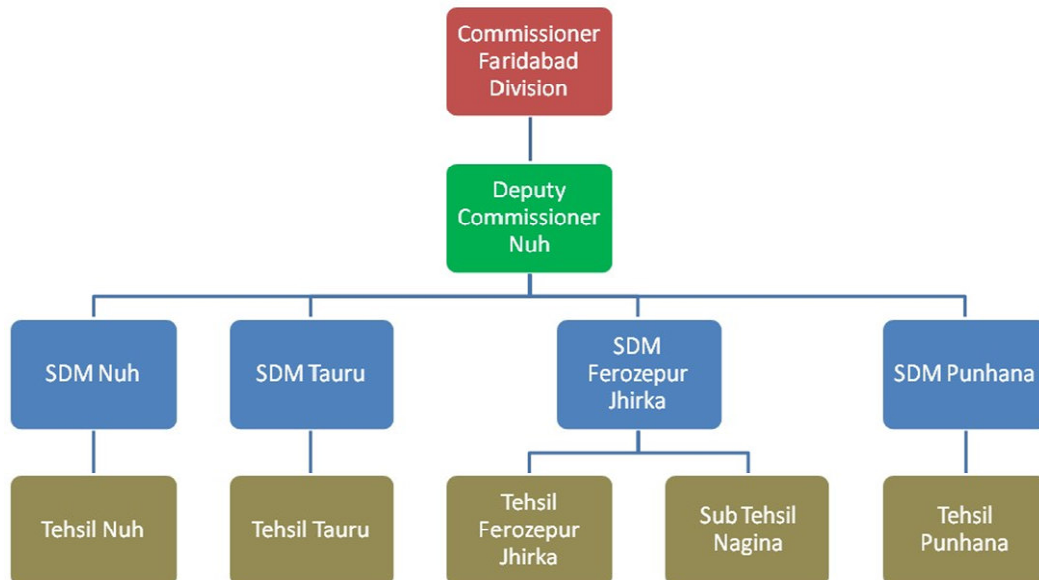 Commissioner
Faridabad
Division
Deputy
Commissioner
Nuh
SDM Nuh
SDM Tauru
SDM
Ferozepur
Jhirka
SDM Punhana
Tehsil Nuh
Tehsil Tauru
Tehsil
Ferozepur
Jhirka
Sub Tehsil
Nagina
Tehsil
Punhana